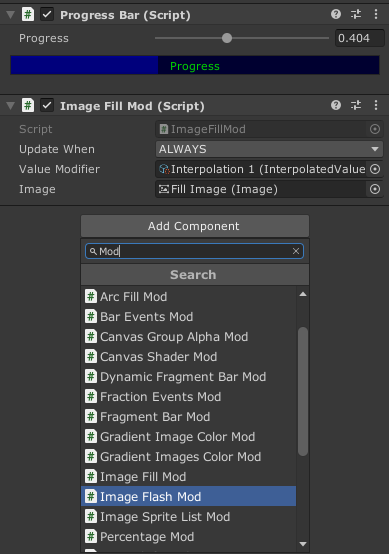 Progress Bar (Script)
Progress 0.404
Progress
Image Fill Mod (Script)
Script ImageFillMod
Update When ALWAYS
Value Modifier Interpolation 1 (InterpolatedValue
Image Fill Image (Image)
Add Component
Mod
Search
Arc Fill Mod
Bar Events Mod
Canvas Group Alpha Mod
Canvas Shader Mod
Dynamic Fragment Bar Mod
Fraction Events Mod
Fragment Bar Mod
Gradient Image Color Mod
Gradient Images Color Mod
Image Fill Mod
Image Flash Mod
Image Sprite List Mod
Percentage Mod